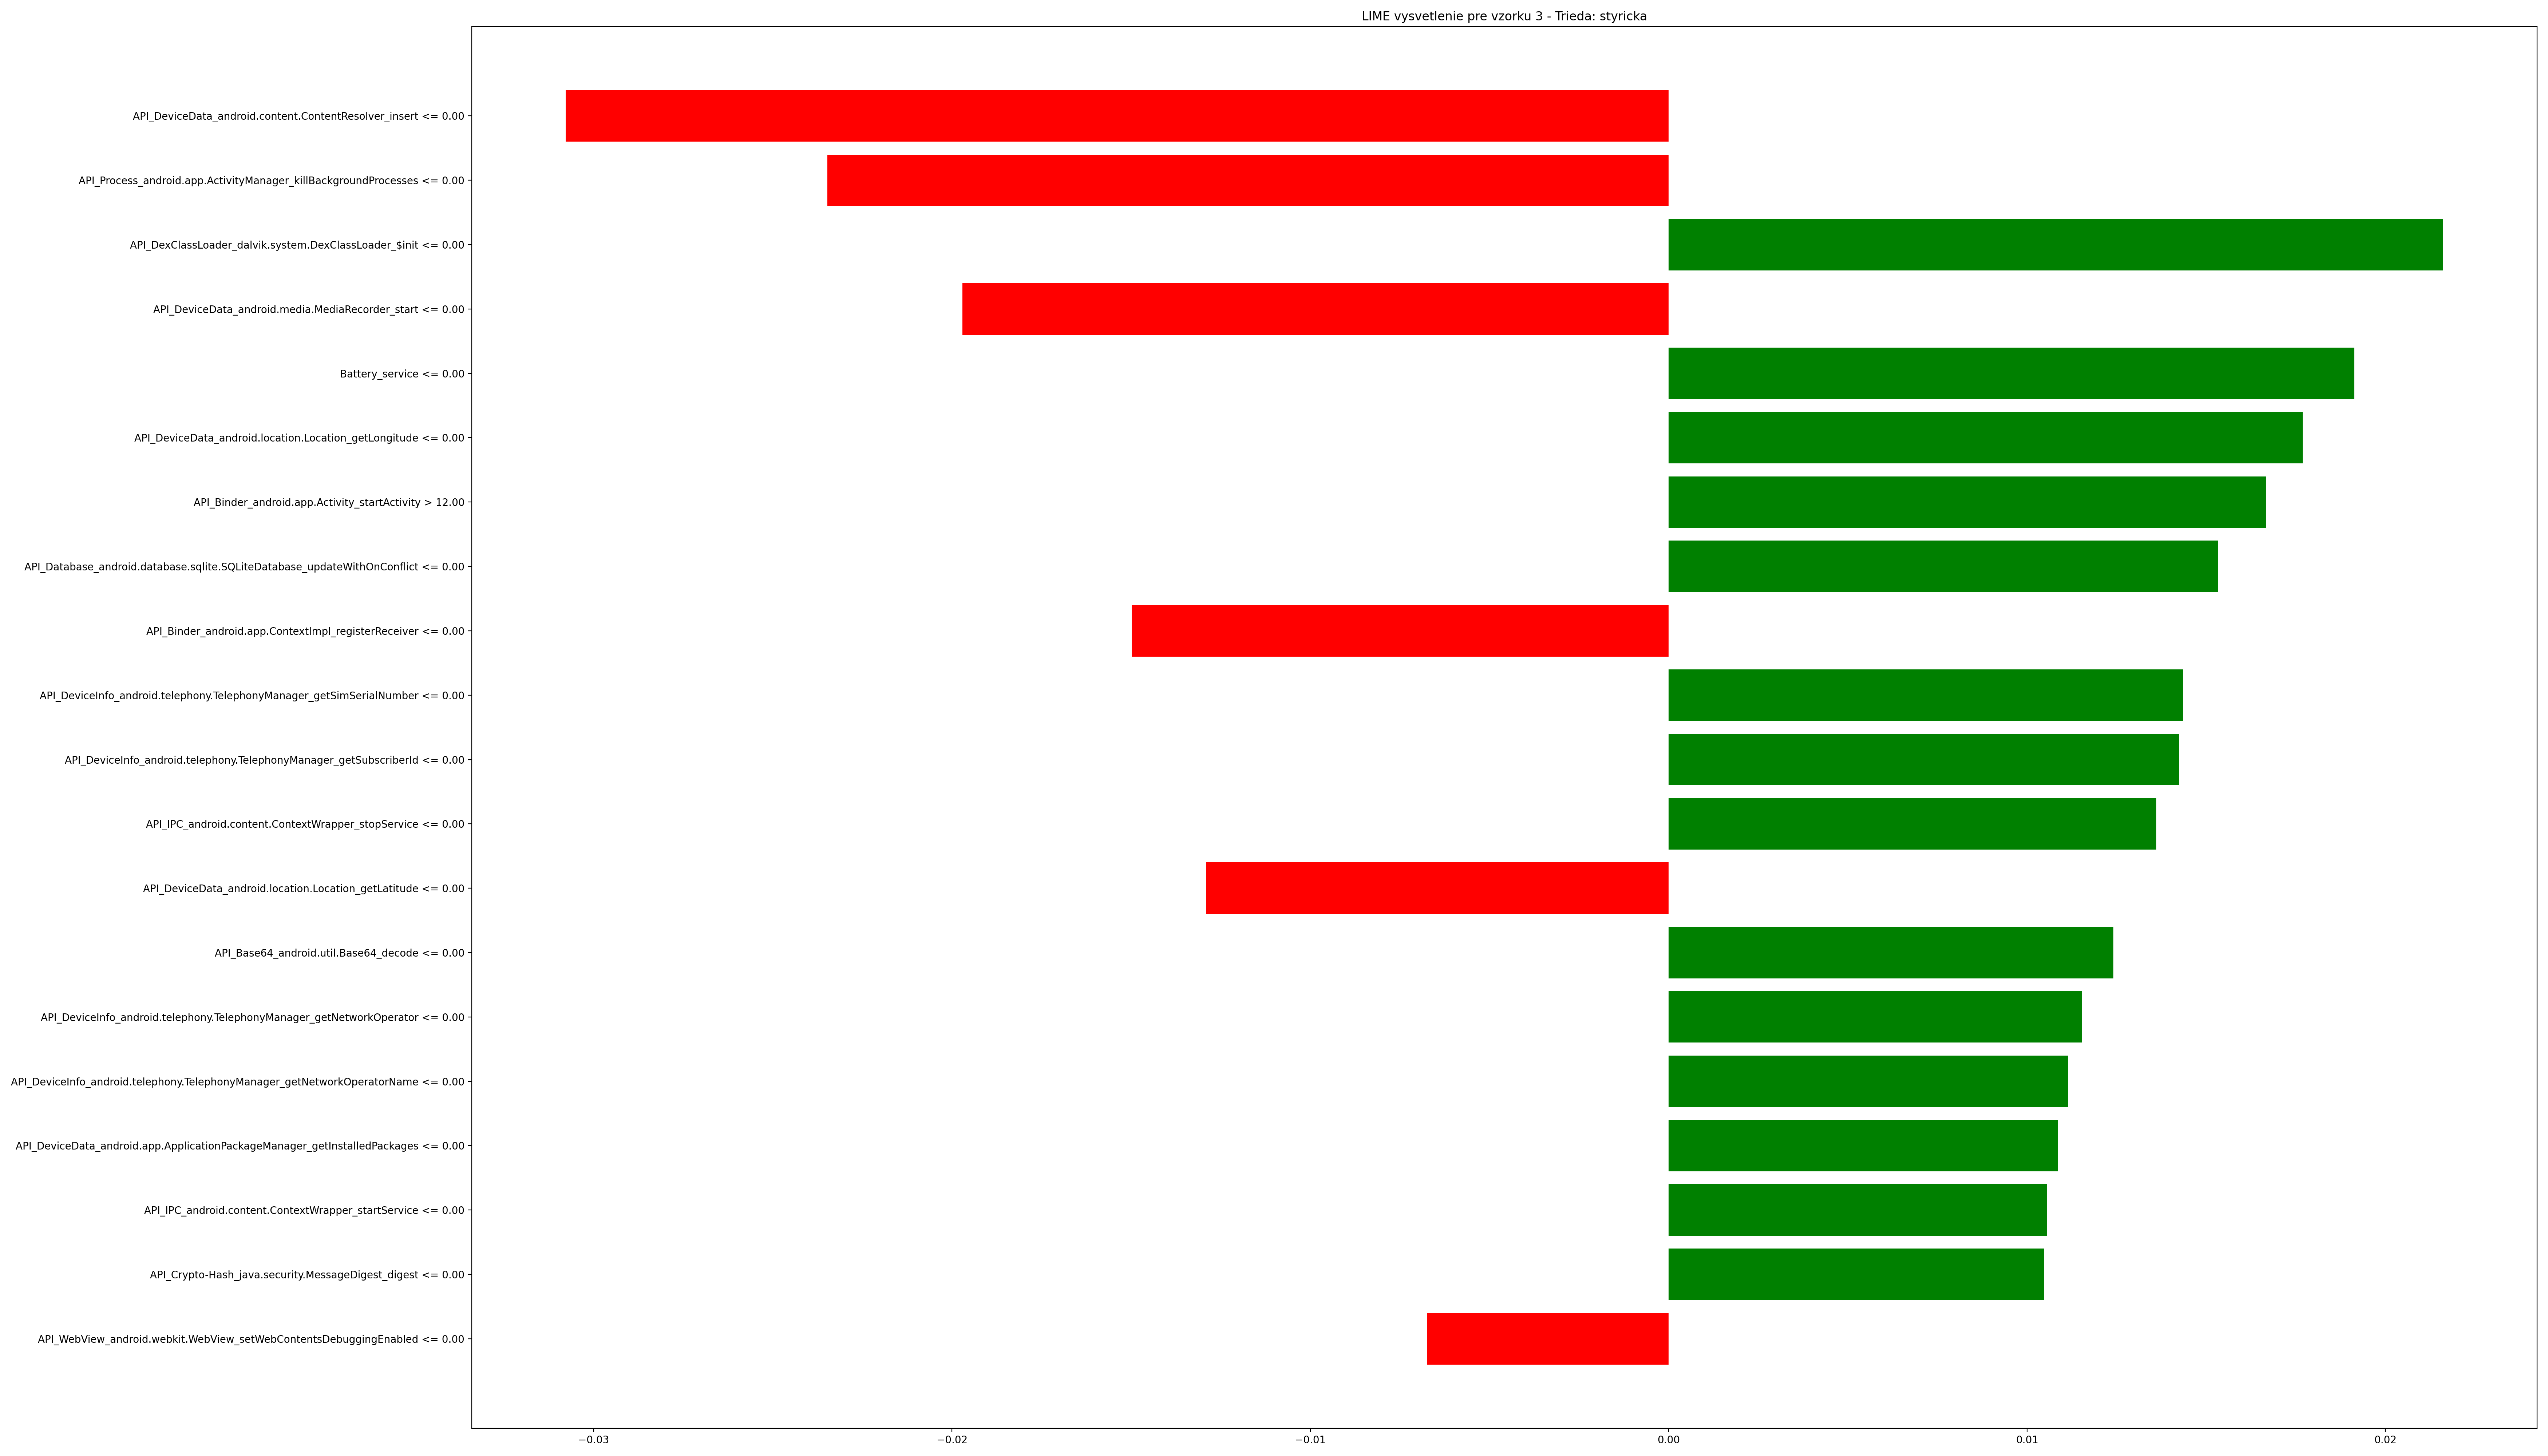 LIME vysvetlenie pre vzorku 3 - Trieda: styricka
API_DeviceData_android.content.ContentResolver_insert <= 0.00
API_Process_android.app.ActivityManager_killBackgroundProcesses <= 0.00
API_DexClassLoader_dalvik.system.DexClassLoader_$init <= 0.00
API_DeviceData_android.media.MediaRecorder_start <= 0.00
Battery_service <= 0.00
API_DeviceData_android.location.Location_getLongitude <= 0.00
API_Binder_android.app.Activity_startActivity > 12.00
API_Database_android.database.sqlite.SQLiteDatabase_updateWithOnConflict <= 0.00
API_Binder_android.app.ContextImpl_registerReceiver <= 0.00
API_DeviceInfo_android.telephony.TelephonyManager_getSimSerialNumber <= 0.00
API_DeviceInfo_android.telephony.TelephonyManager_getSubscriberId <= 0.00
API_IPC_android.content.ContextWrapper_stopService <= 0.00
API_DeviceData_android.location.Location_getLatitude <= 0.00
API_Base64_android.util.Base64_decode <= 0.00
API_DeviceInfo_android.telephony.TelephonyManager_getNetworkOperator <= 0.00
API_DeviceInfo_android.telephony.TelephonyManager_getNetworkOperatorName <= 0.00
API_DeviceData_android.app.ApplicationPackageManager_getInstalledPackages <= 0.00
API_IPC_android.content.ContextWrapper_startService <= 0.00
API_Crypto-Hash_java.security.MessageDigest_digest <= 0.00
API_WebView_android.webkit.WebView_setWebContentsDebuggingEnabled <= 0.00
−0.03 −0.02 −0.01 0.00 0.01 0.02